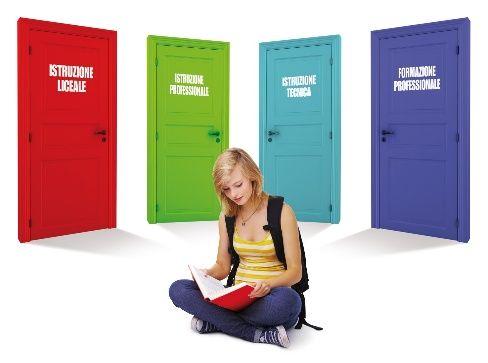 ISTRUZIONE
LICEALE
ISTRUZIONE
PROFESSIONALE
ISTRUZIONE
TECNICA
FORMAZIONE
PROFESSIONALE